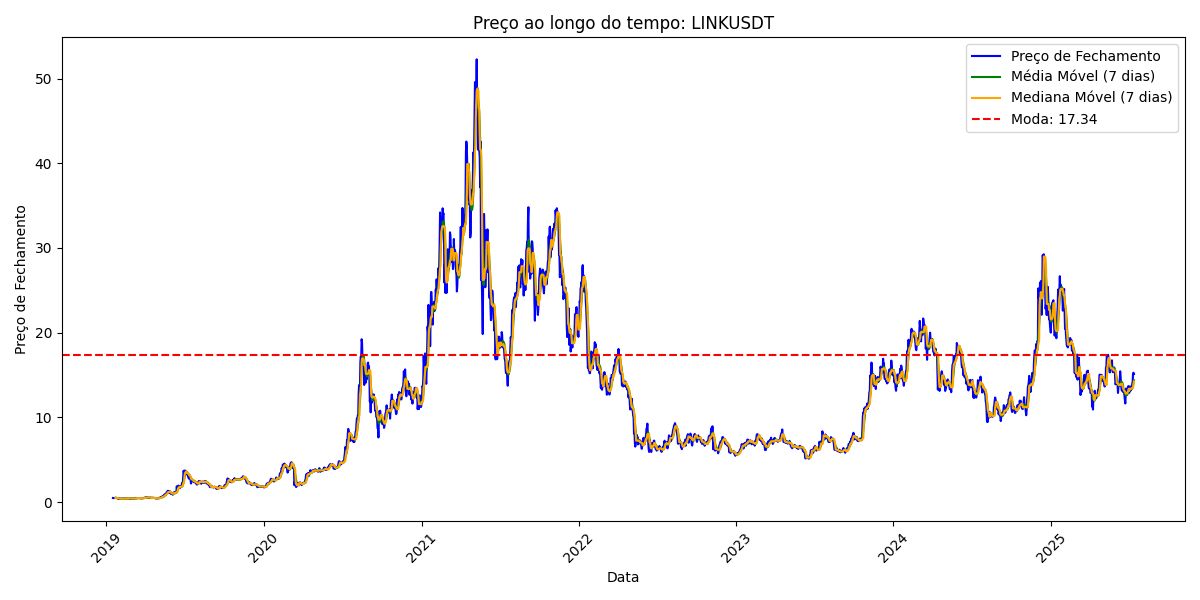 Preço ao longo do tempo: LINKUSDT
Preço de Fechamento
Média Móvel (7 dias)
Mediana Móvel (7 dias)
Moda: 17.34
Preço de Fechamento
50
40
30
20
10
0
2019
2020
2021
2022
2023
2024
2025
Data